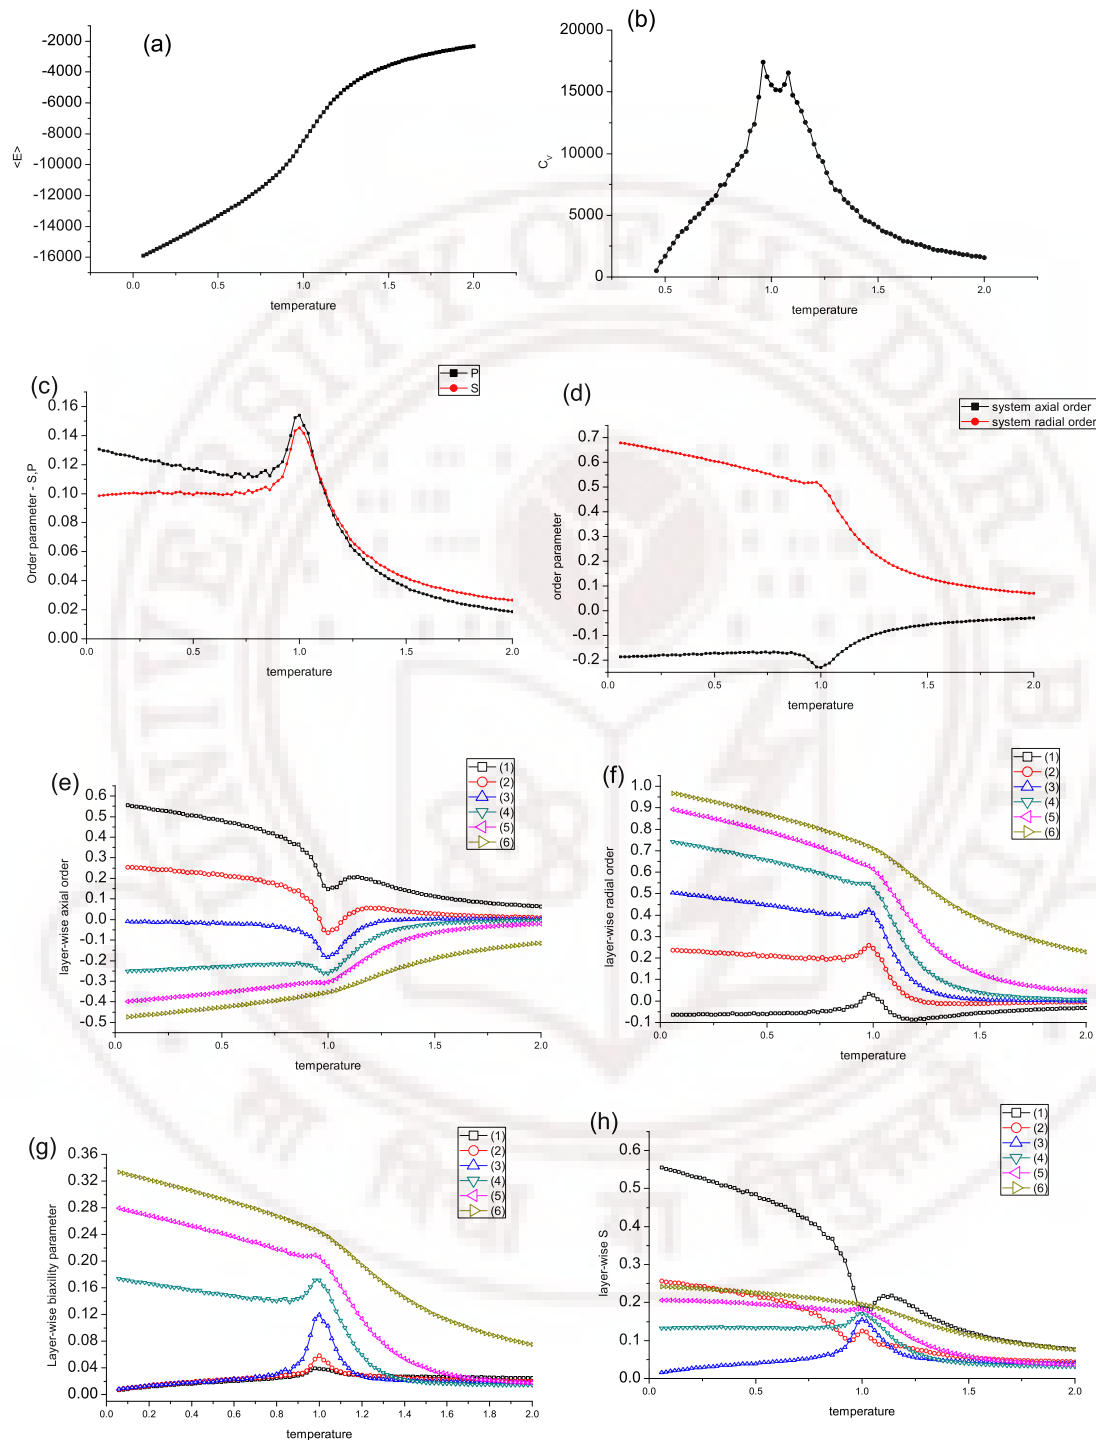 (a)
-2000
-4000
-6000
-8000
-10000
-12000
-14000
-16000
<E>
0.0 0.5 1.0 1.5 2.0
temperature
(b)
20000
15000
10000
5000
0
C_v
0.5 1.0 1.5 2.0
temperature
(c)
P
S
0.16
0.14
0.12
0.10
0.08
0.06
0.04
0.02
0.00
Order parameter - S,P
0.0 0.5 1.0 1.5 2.0
temperature
(d)
system axial order
system radial order
0.7
0.6
0.5
0.4
0.3
0.2
0.1
0.0
-0.1
-0.2
order parameter
0.0 0.5 1.0 1.5 2.0
temperature
(e)
(1)
(2)
(3)
(4)
(5)
(6)
0.6
0.5
0.4
0.3
0.2
0.1
0.0
-0.1
-0.2
-0.3
-0.4
-0.5
layer-wise axial order
0.0 0.5 1.0 1.5 2.0
temperature
(f)
(1)
(2)
(3)
(4)
(5)
(6)
1.0
0.9
0.8
0.7
0.6
0.5
0.4
0.3
0.2
0.1
0.0
-0.1
layer-wise radial order
0.0 0.5 1.0 1.5 2.0
temperature
(g)
(1)
(2)
(3)
(4)
(5)
(6)
0.36
0.32
0.28
0.24
0.20
0.16
0.12
0.08
0.04
0.00
Layer-wise biaxility parameter
0.0 0.2 0.4 0.6 0.8 1.0 1.2 1.4 1.6 1.8 2.0
temperature
(h)
(1)
(2)
(3)
(4)
(5)
(6)
0.6
0.5
0.4
0.3
0.2
0.1
0.0
layer-wise S
0.0 0.5 1.0 1.5 2.0
temperature